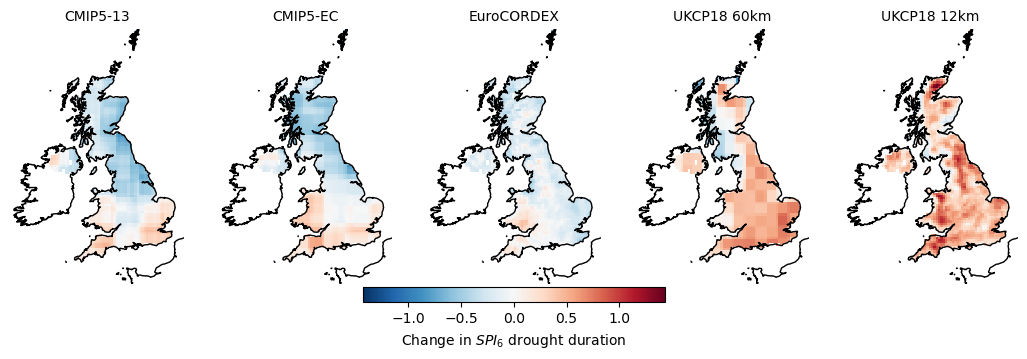 CMIP5-13 CMIP5-EC EuroCORDEX UKCP18 60km UKCP18 12km
−1.0 −0.5 0.0 0.5 1.0
Change in SPI6 drought duration